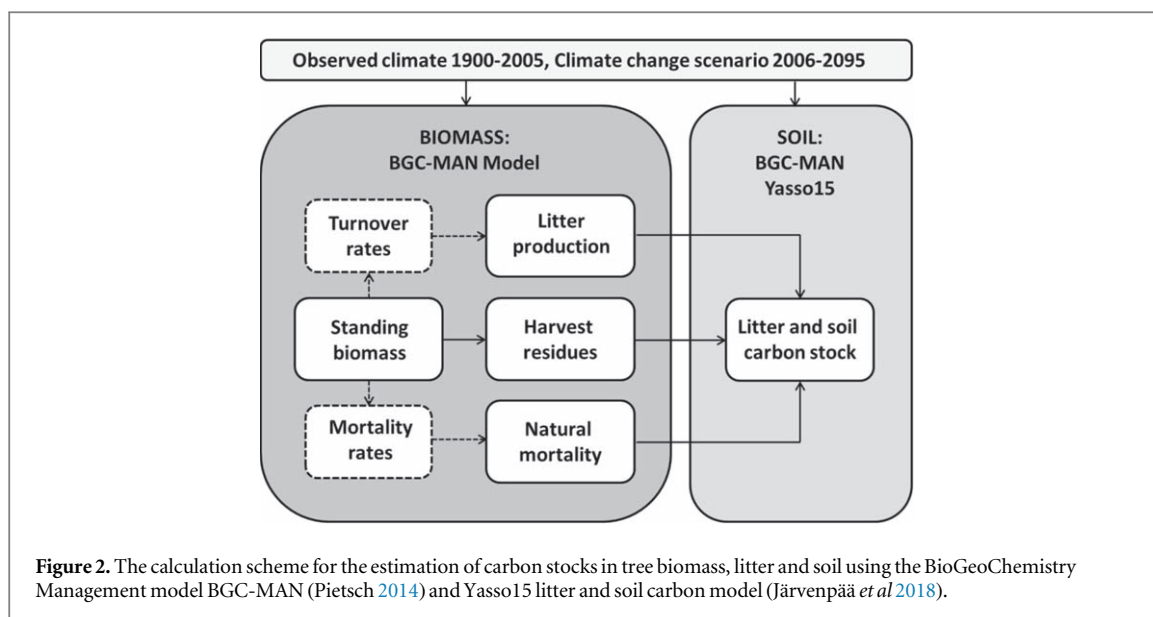 Observed climate 1900-2005, Climate change scenario 2006-2095
BIOMASS:
BGC-MAN Model
SOIL:
BGC-MAN
Yasso15
Turnover
rates
Litter
production
Standing
biomass
Harvest
residues
Litter and soil
carbon stock
Mortality
rates
Natural
mortality
Figure 2. The calculation scheme for the estimation of carbon stocks in tree biomass, litter and soil using the BioGeoChemistry
Management model BGC-MAN (Pietsch 2014) and Yasso15 litter and soil carbon model (Järvenpää et al 2018).